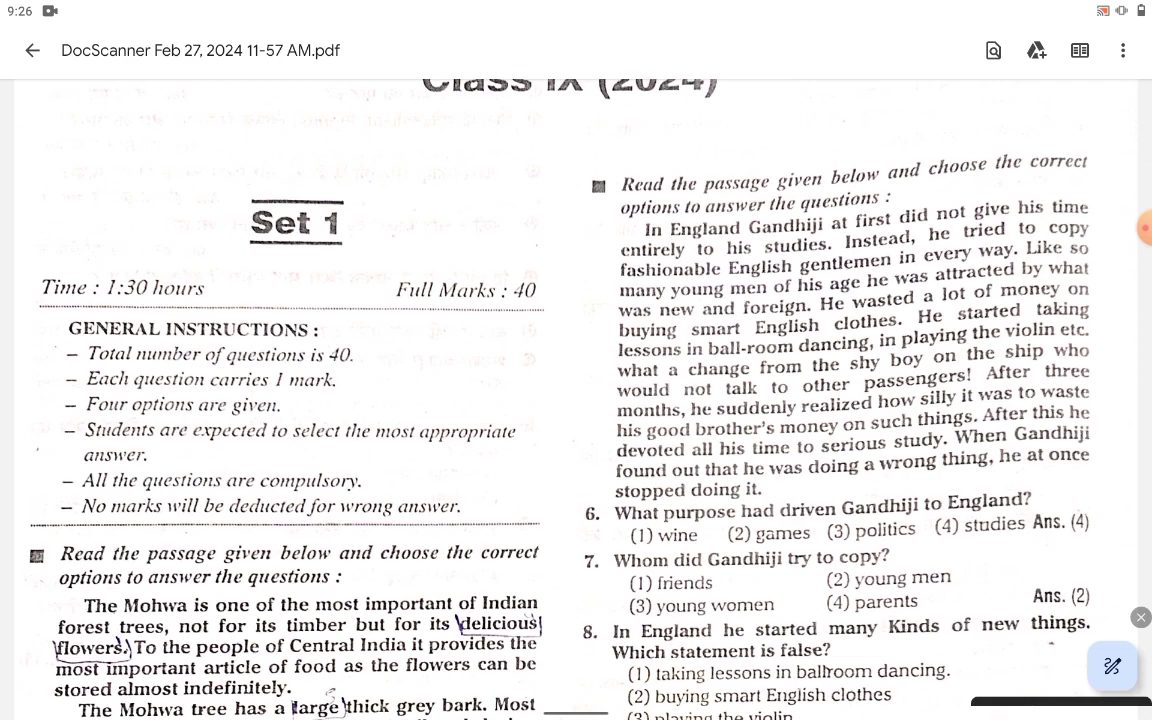 9:26
DocScanner Feb 27, 2024 11-57 AM.pdf
Class IX (2024)
Set 1
Time : 1:30 hours Full Marks : 40
GENERAL INSTRUCTIONS :
– Total number of questions is 40.
– Each question carries 1 mark.
– Four options are given.
– Students are expected to select the most appropriate
answer.
– All the questions are compulsory.
– No marks will be deducted for wrong answer.
Read the passage given below and choose the correct
options to answer the questions :
The Mohwa is one of the most important of Indian
forest trees, not for its timber but for its delicious
flowers. To the people of Central India it provides the
most important article of food as the flowers can be
stored almost indefinitely.
The Mohwa tree has a large thick grey bark. Most
Read the passage given below and choose the correct
options to answer the questions :
In England Gandhiji at first did not give his time
entirely to his studies. Instead, he tried to copy
fashionable English gentlemen in every way. Like so
many young men of his age he was attracted by what
was new and foreign. He wasted a lot of money on
buying smart English clothes. He started taking
lessons in ball-room dancing, in playing the violin etc.
what a change from the shy boy on the ship who
would not talk to other passengers! After three
months, he suddenly realized how silly it was to waste
his good brother's money on such things. After this he
devoted all his time to serious study. When Gandhiji
found out that he was doing a wrong thing, he at once
stopped doing it.
6. What purpose had driven Gandhiji to England?
(1) wine (2) games (3) politics (4) studies Ans. (4)
7. Whom did Gandhiji try to copy?
(1) friends (2) young men
(3) young women (4) parents Ans. (2)
8. In England he started many Kinds of new things.
Which statement is false?
(1) taking lessons in ballroom dancing.
(2) buying smart English clothes
(3) playing the violin